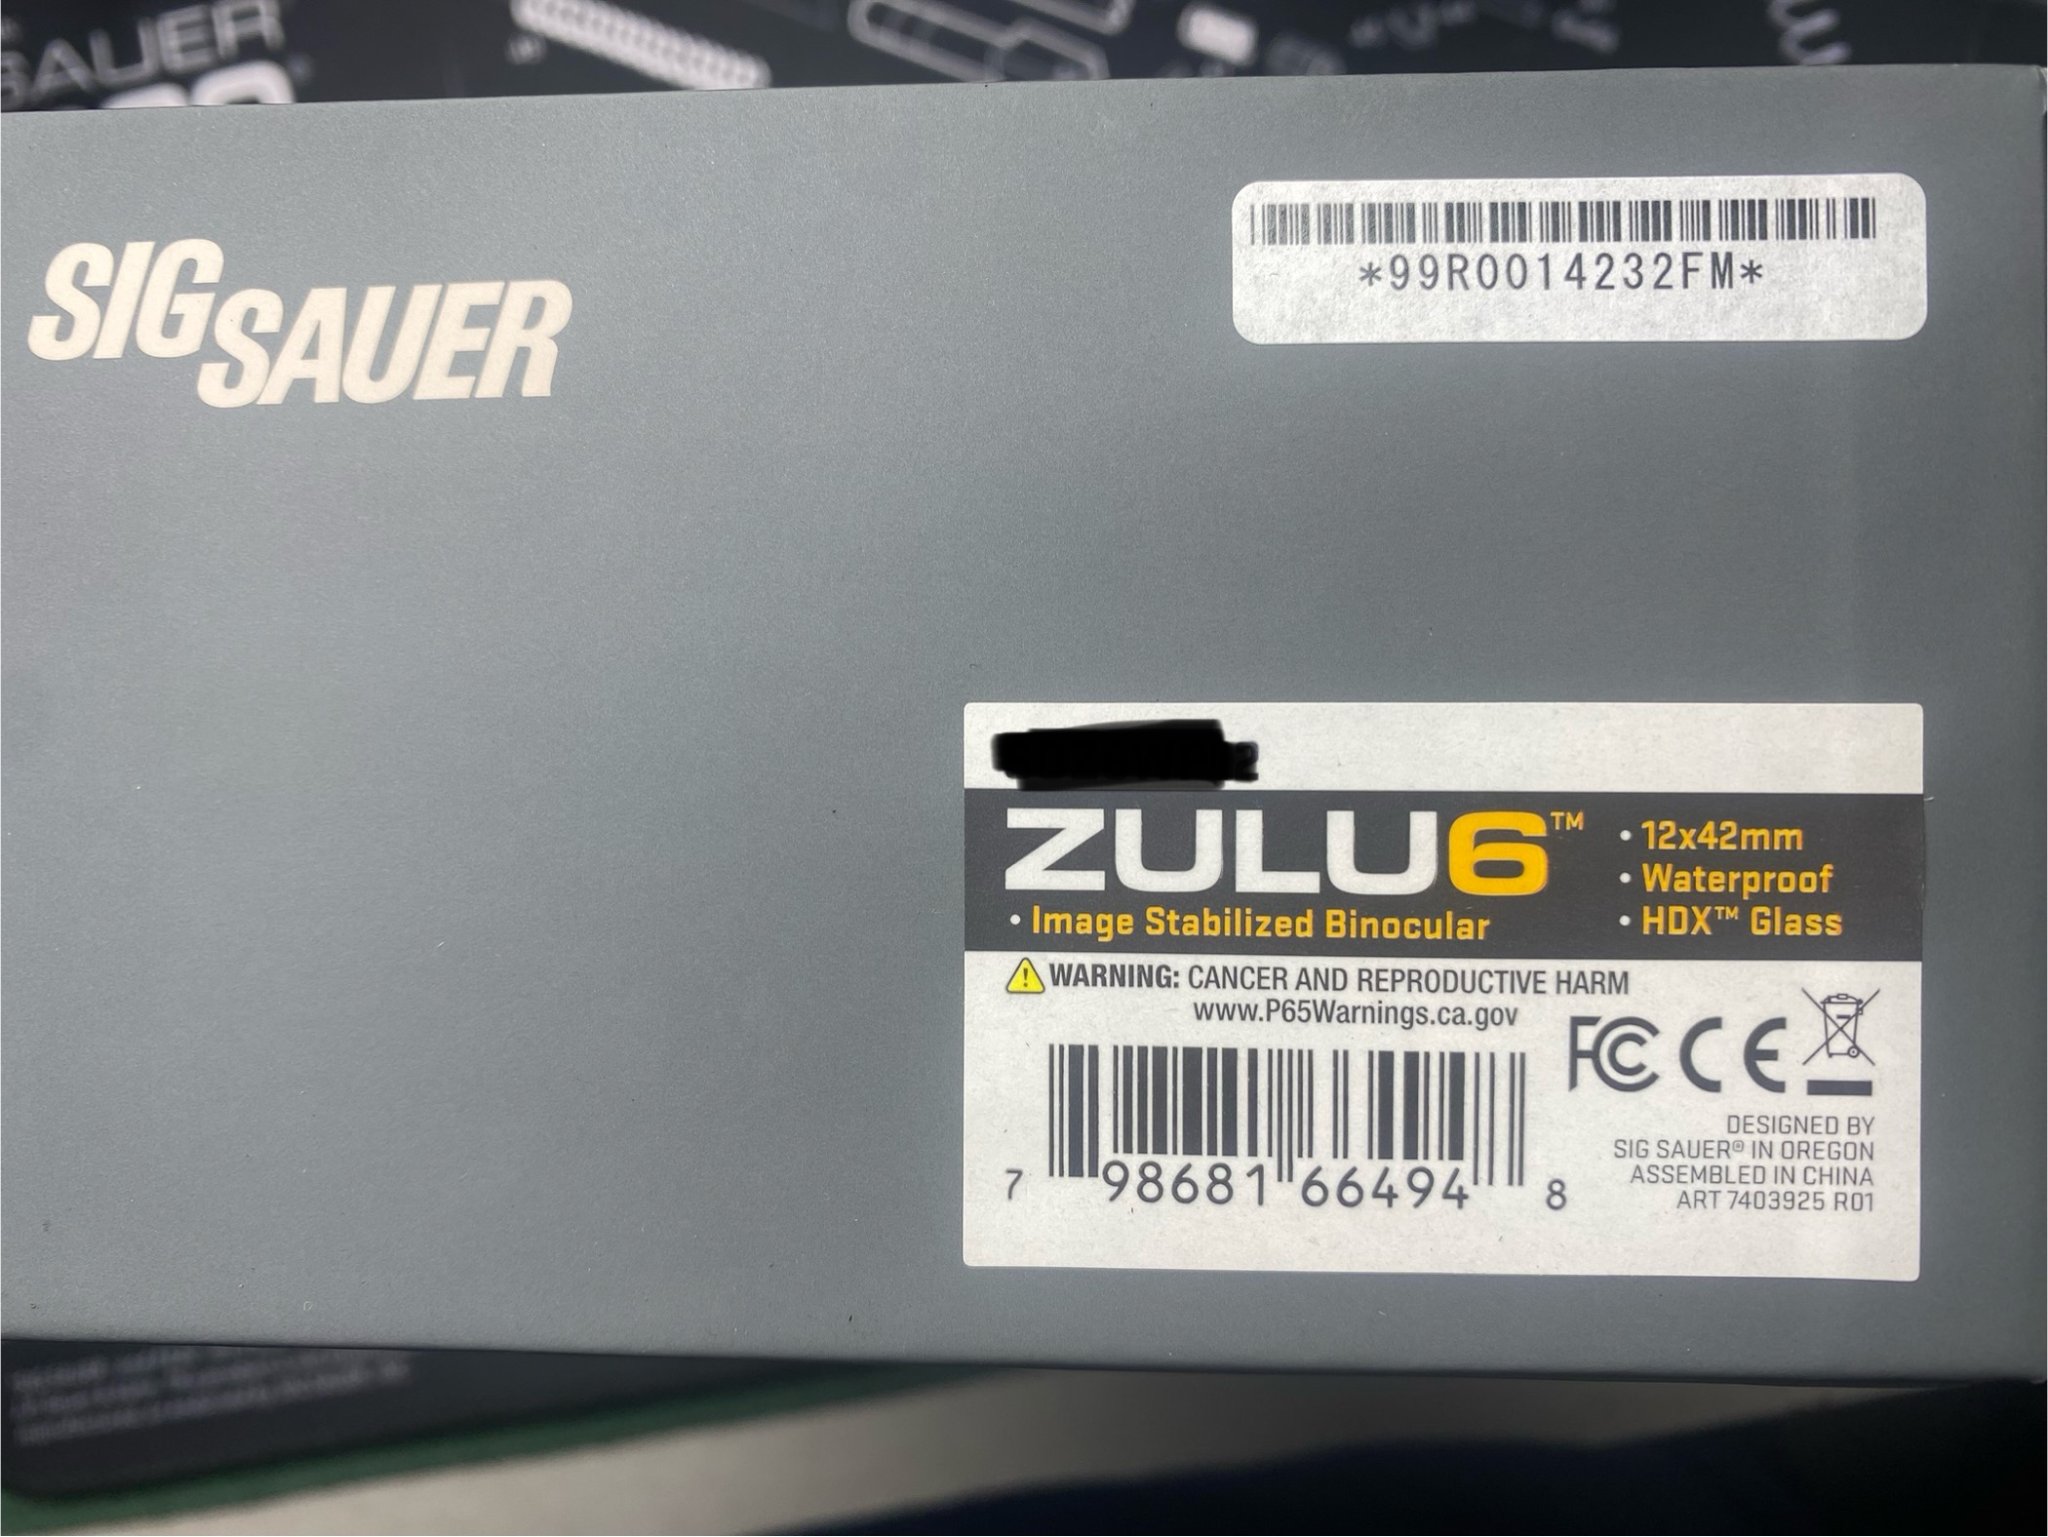 SAUER
SIG SAUER
*99R0014232FM*
ZULU6™
• Image Stabilized Binocular
• 12x42mm
• Waterproof
• HDX™ Glass
WARNING: CANCER AND REPRODUCTIVE HARM
www.P65Warnings.ca.gov
FC CE
7 98681 66494 8
DESIGNED BY
SIG SAUER® IN OREGON
ASSEMBLED IN CHINA
ART 7403925 R01